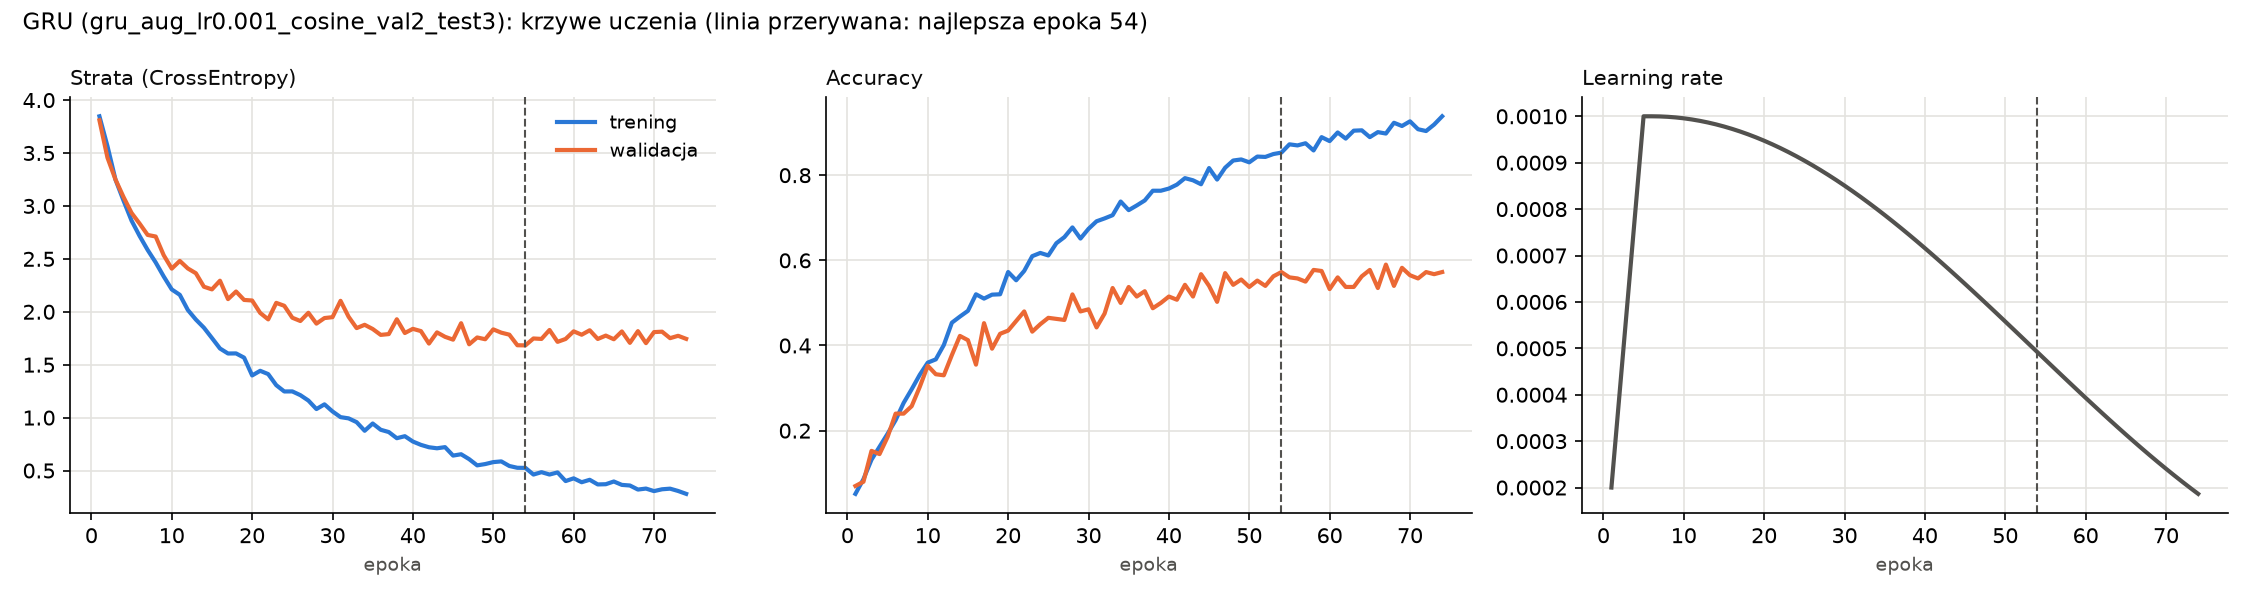 GRU (gru_aug_lr0.001_cosine_val2_test3): krzywe uczenia (linia przerywana: najlepsza epoka 54)
Strata (CrossEntropy)
4.0
3.5
3.0
2.5
2.0
1.5
1.0
0.5
trening
walidacja
0 10 20 30 40 50 60 70
epoka
Accuracy
0.8
0.6
0.4
0.2
0 10 20 30 40 50 60 70
epoka
Learning rate
0.0010
0.0009
0.0008
0.0007
0.0006
0.0005
0.0004
0.0003
0.0002
0 10 20 30 40 50 60 70
epoka